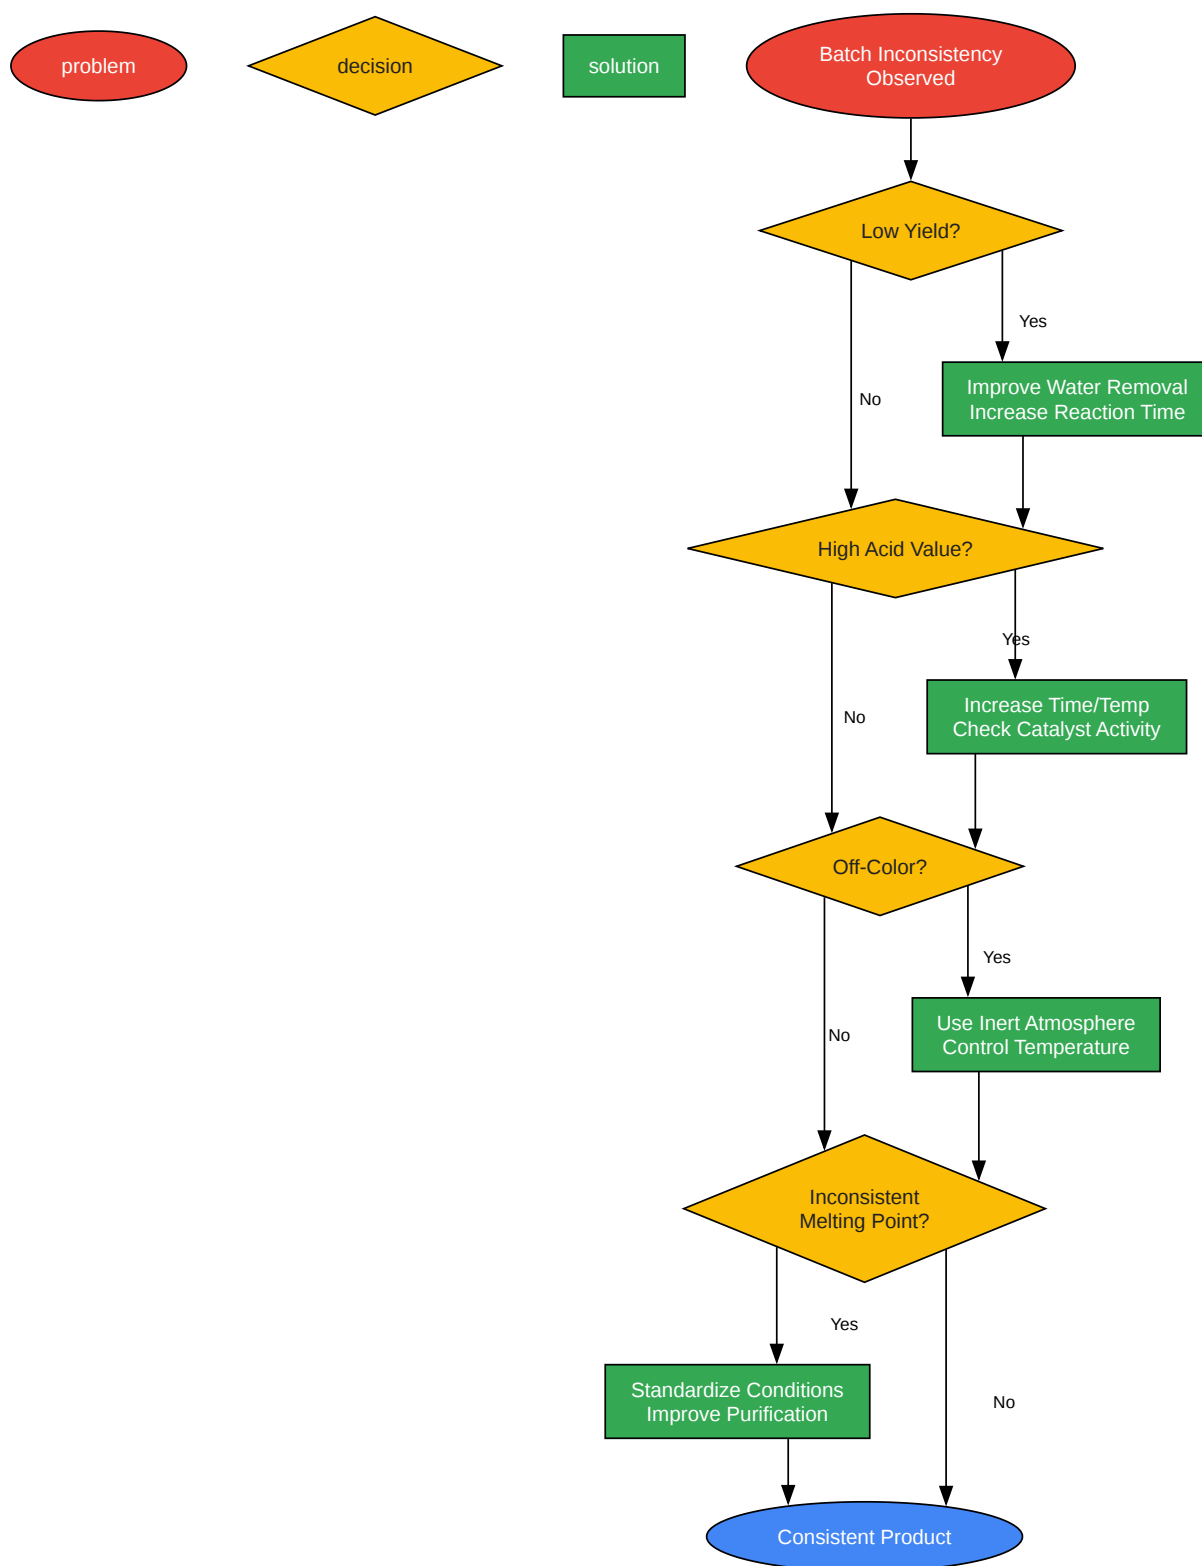 problem
decision
solution
Batch Inconsistency
Observed
Low Yield?
Yes
Improve Water Removal
Increase Reaction Time
No
High Acid Value?
Yes
Increase Time/Temp
Check Catalyst Activity
No
Off-Color?
Yes
Use Inert Atmosphere
Control Temperature
No
Inconsistent
Melting Point?
Yes
Standardize Conditions
Improve Purification
No
Consistent Product